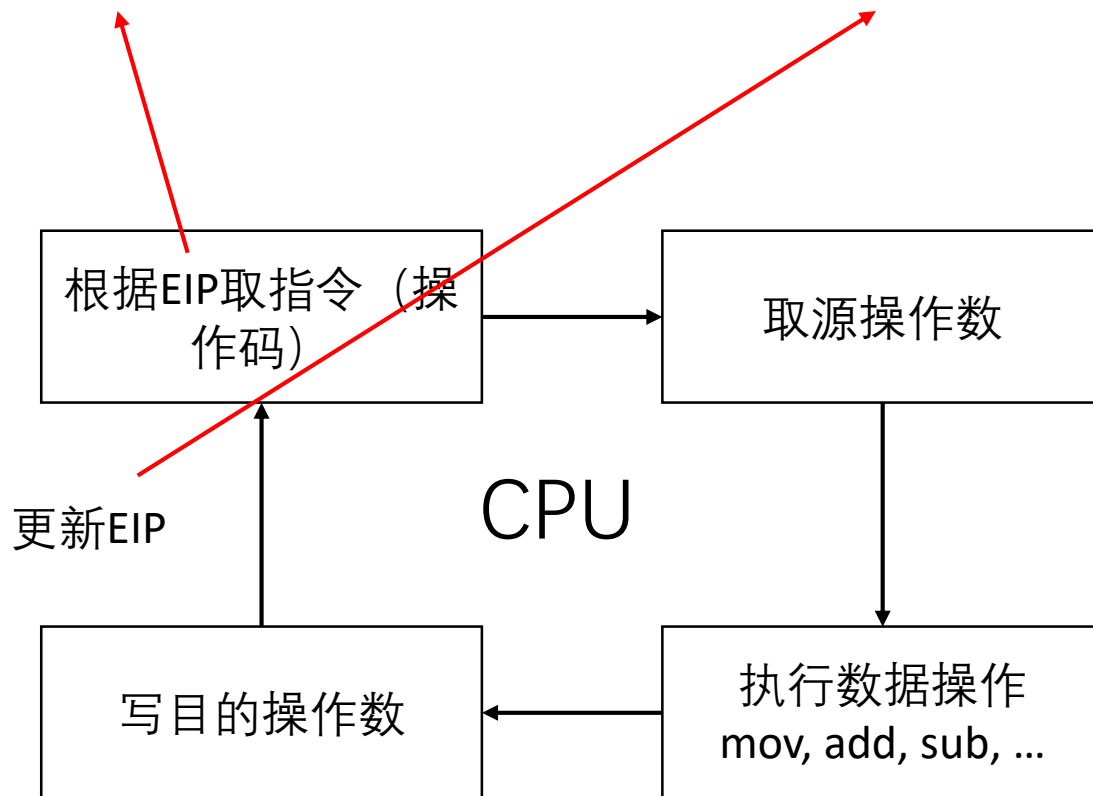 根据EIP取指令（操
作码）
取源操作数
CPU
更新EIP
写目的操作数
执行数据操作
mov, add, sub, …